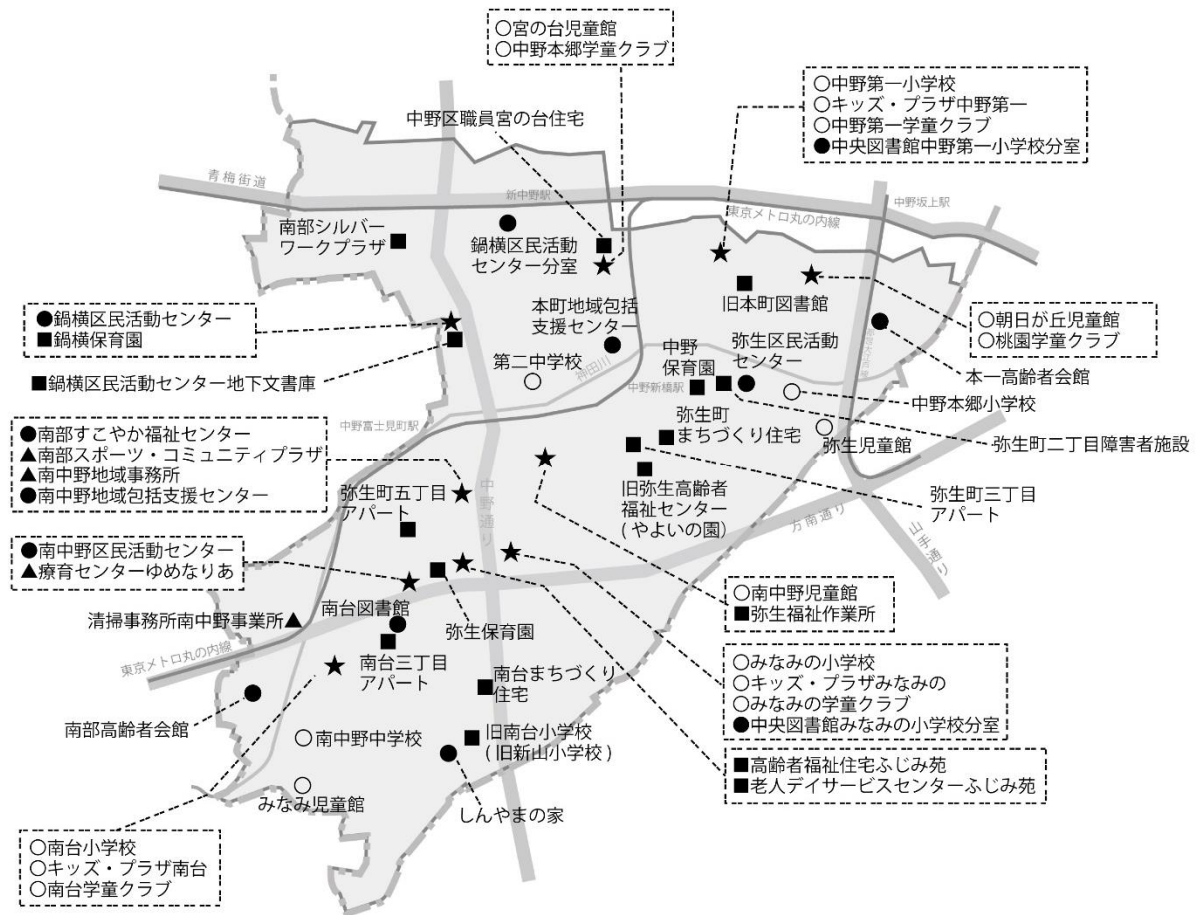 ○宮の台児童館
○中野本郷学童クラブ
○中野第一小学校
○キッズ・プラザ中野第一
○中野第一学童クラブ
●中央図書館中野第一小学校分室
中野区職員宮の台住宅
青梅街道
新中野駅
東京メトロ丸の内線
中野坂上駅
南部シルバー
ワークプラザ
鍋横区民活動
センター分室
旧本町図書館
●鍋横区民活動センター
■鍋横保育園
本町地域包括
支援センター
○朝日が丘児童館
○桃園学童クラブ
■鍋横区民活動センター地下文書庫
第二中学校
神田川
中野
保育園
弥生区民活動
センター
本一高齢者会館
中野新橋駅
中野本郷小学校
中野富士見町駅
弥生町
まちづくり住宅
弥生児童館
弥生町二丁目障害者施設
●南部すこやか福祉センター
▲南部スポーツ・コミュニティプラザ
▲南中野地域事務所
●南中野地域包括支援センター
弥生町五丁目
アパート
中野通り
旧弥生高齢者
福祉センター
(やよいの園)
弥生町三丁目
アパート
方南通り
山手通り
●南中野区民活動センター
▲療育センターゆめなりあ
○南中野児童館
■弥生福祉作業所
清掃事務所南中野事業所
南台図書館
弥生保育園
東京メトロ丸の内線
南台三丁目
アパート
南台まちづくり
住宅
○みなみの小学校
○キッズ・プラザみなみの
○みなみの学童クラブ
●中央図書館みなみの小学校分室
南部高齢者会館
南中野中学校
旧南台小学校
(旧新山小学校)
■高齢者福祉住宅ふじみ苑
■老人デイサービスセンターふじみ苑
みなみ児童館
しんやまの家
○南台小学校
○キッズ・プラザ南台
○南台学童クラブ